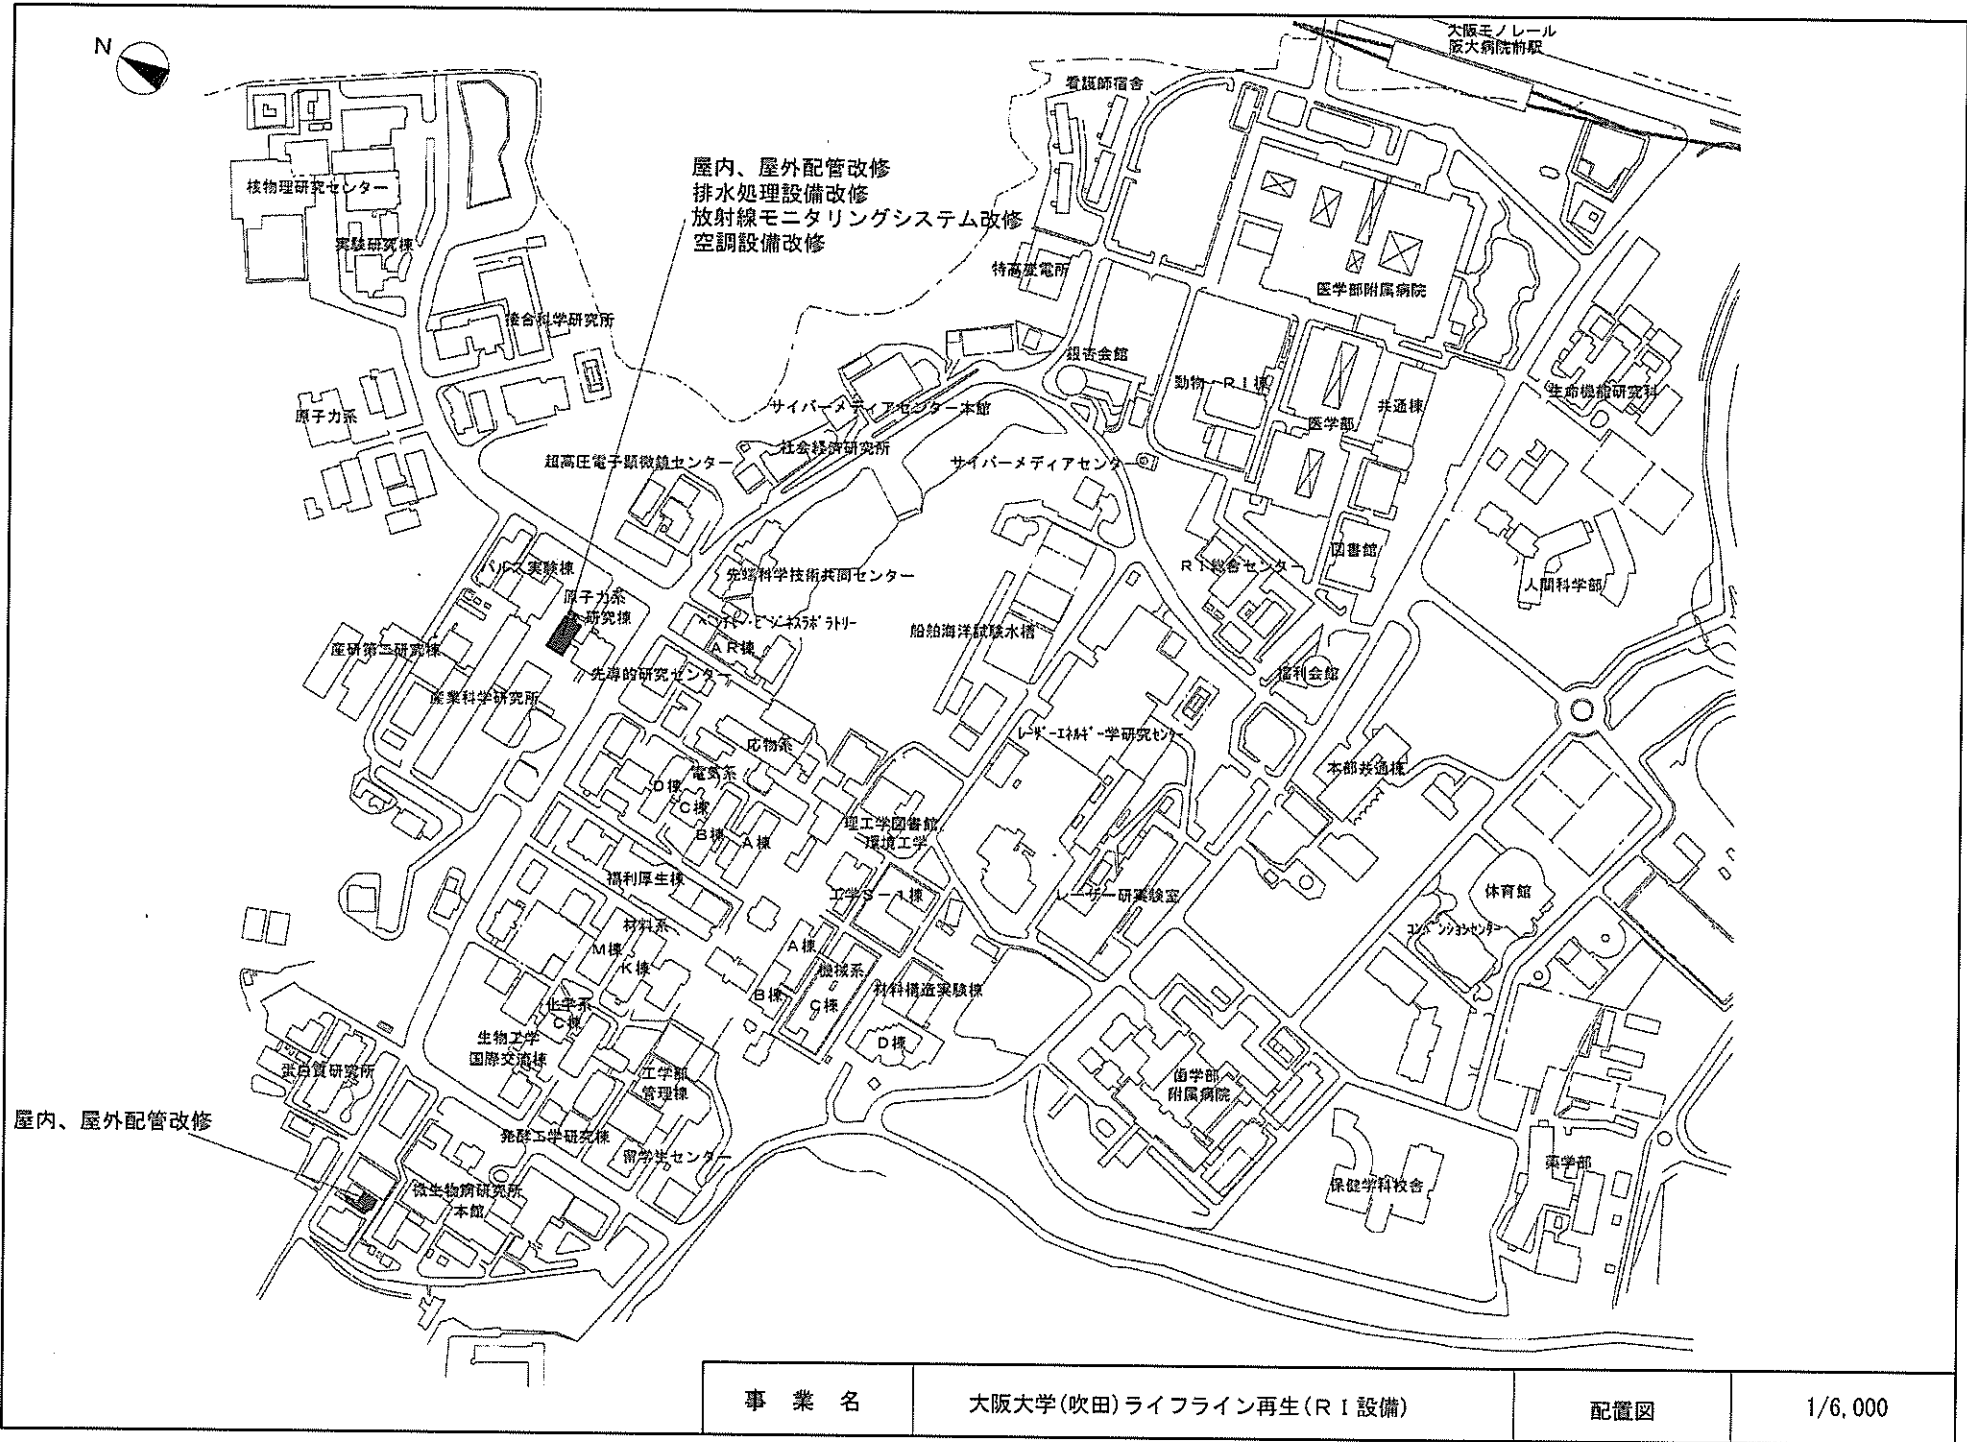 N
大阪モノレール
阪大病院前駅
看護師宿舎
屋内、屋外配管改修
排水処理設備改修
放射線モニタリングシステム改修
空調設備改修
核物理研究センター
実験研究棟
特高変電所
医学部附属病院
接合科学研究所
銀杏会館
動物・RI棟
生命機能研究科
原子力系
サイバーメディアセンター本館
共通棟
医学部
社会経済研究所
超高圧電子顕微鏡センター
サイバーメディアセンター
図書館
RI総合センター
パルス実験棟
先端科学技術共同センター
人間科学部
原子力系
研究棟
ベンチャー・ビジネスラボラトリー
船舶海洋試験水槽
AR棟
産研第二研究棟
先導的研究センター
福利会館
産業科学研究所
レーザーエネルギー学研究センター
応物系
電気系
本部共通棟
D棟
C棟
B棟
A棟
理工学図書館
環境工学
福利厚生棟
工学S-1棟
レーザー研実験室
体育館
材料系
コンベンションセンター
M棟
A棟
K棟
機械系
材料構造実験棟
B棟
C棟
化学系
C棟
生物工学
国際交流棟
D棟
蛋白質研究所
工学部
管理棟
歯学部
附属病院
屋内、屋外配管改修
発酵工学研究棟
留学生センター
薬学部
微生物病研究所
本館
保健学科校舎
事業名
大阪大学(吹田)ライフライン再生(RI設備)
配置図
1/6,000